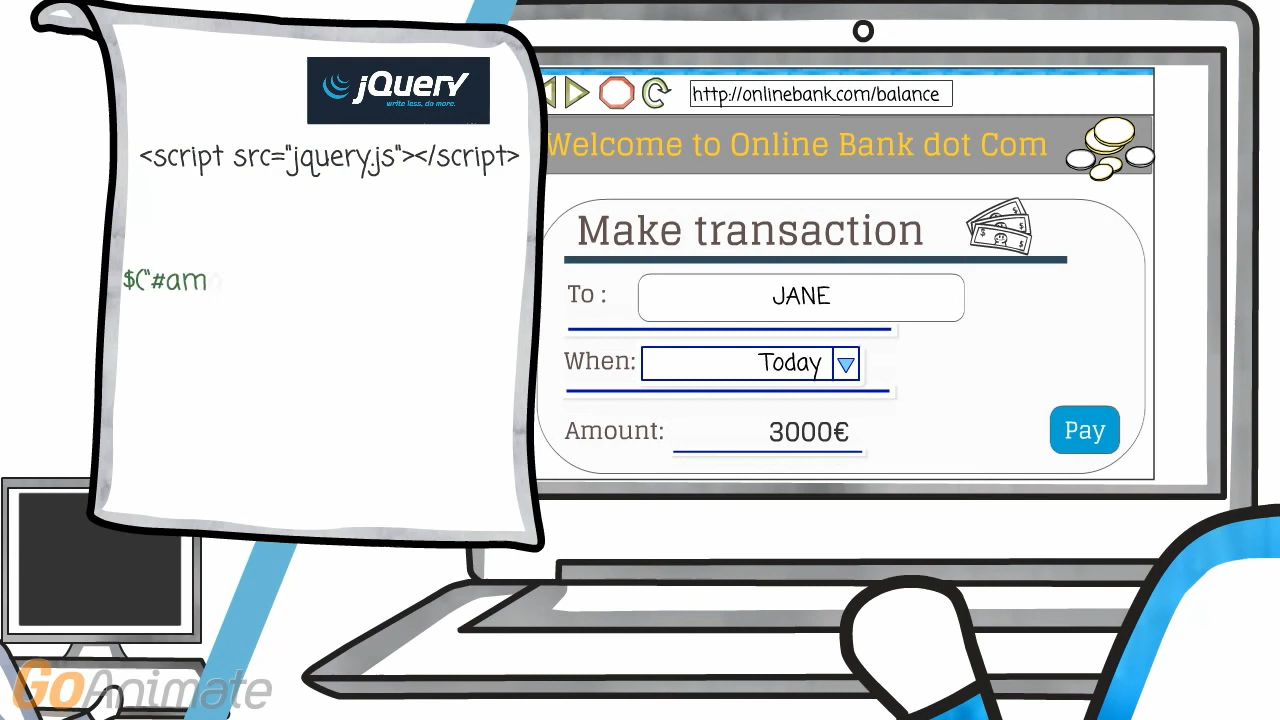 jQuery
write less, do more.
<script src="jquery.js"></script>
$("#am
http://onlinebank.com/balance
Welcome to Online Bank dot Com
Make transaction
To : JANE
When: Today
Amount: 3000€
Pay
GoAnimate